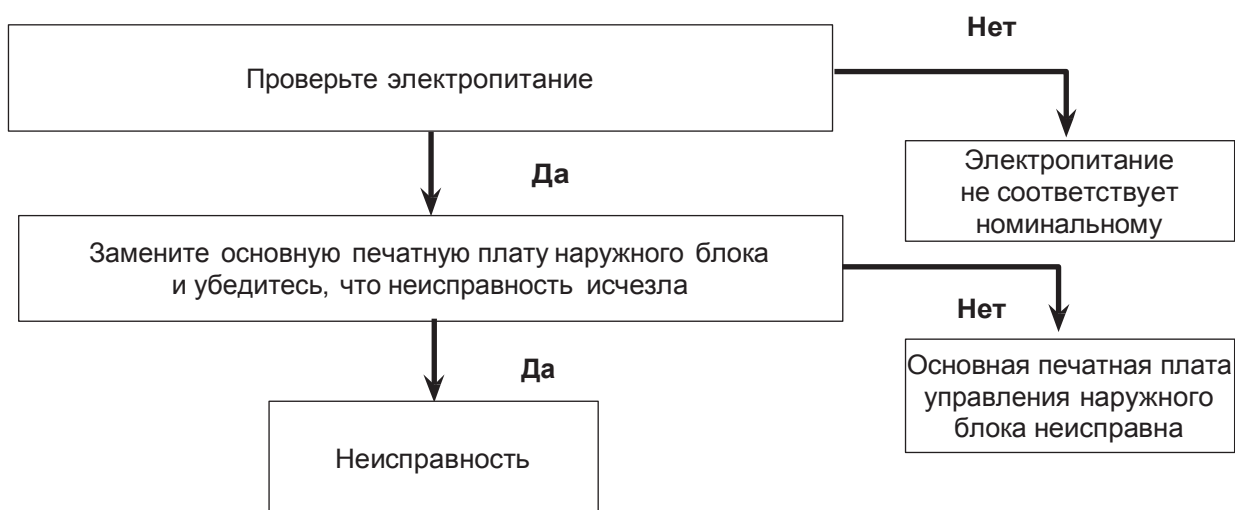 Нет
Проверьте электропитание
Электропитание
не соответствует
номинальному
Да
Замените основную печатную плату наружного блока
и убедитесь, что неисправность исчезла
Нет
Основная печатная плата
управления наружного
блока неисправна
Да
Неисправность